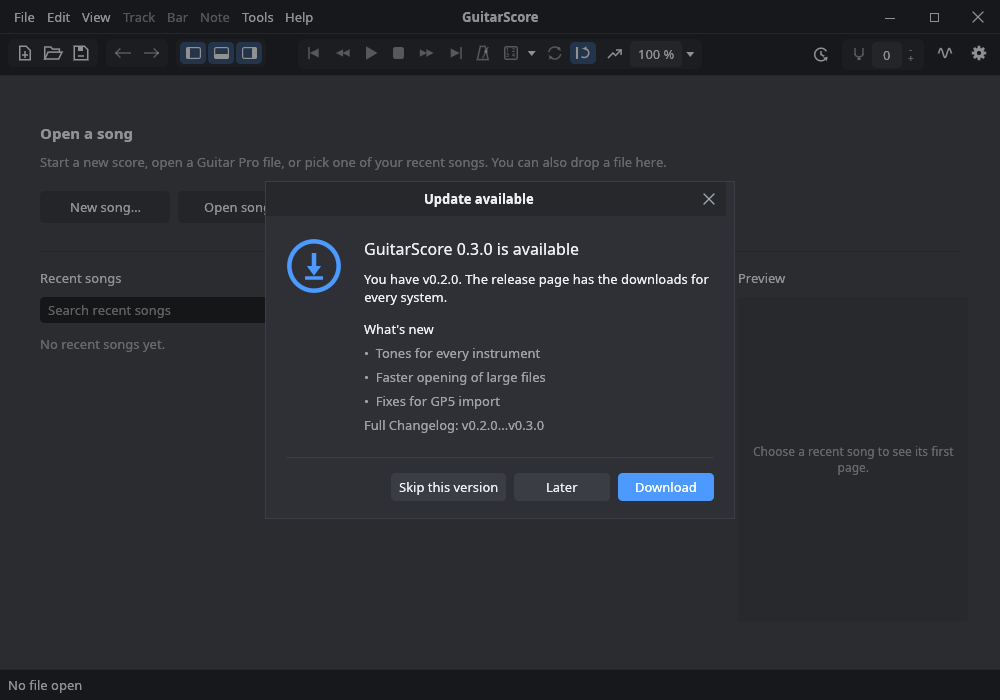 File Edit View Track Bar Note Tools Help
GuitarScore
100 %
0
-
+
Open a song
Start a new score, open a Guitar Pro file, or pick one of your recent songs. You can also drop a file here.
New song...
Open song
Recent songs
Search recent songs
No recent songs yet.
Preview
Choose a recent song to see its first
page.
Update available
GuitarScore 0.3.0 is available
You have v0.2.0. The release page has the downloads for
every system.
What's new
• Tones for every instrument
• Faster opening of large files
• Fixes for GP5 import
Full Changelog: v0.2.0...v0.3.0
Skip this version
Later
Download
No file open